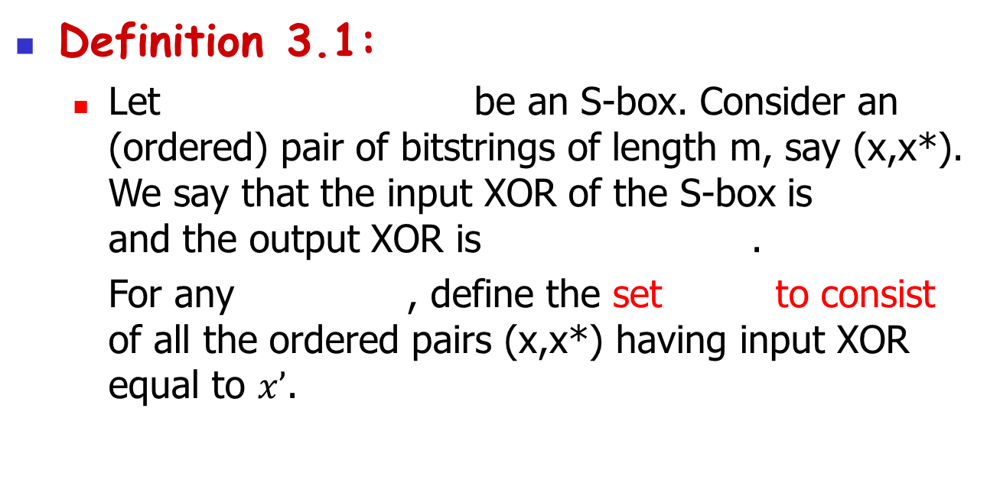 Definition 3.1:
Let be an S-box. Consider an
(ordered) pair of bitstrings of length m, say (x,x*).
We say that the input XOR of the S-box is
and the output XOR is .
For any , define the set to consist
of all the ordered pairs (x,x*) having input XOR
equal to x’.